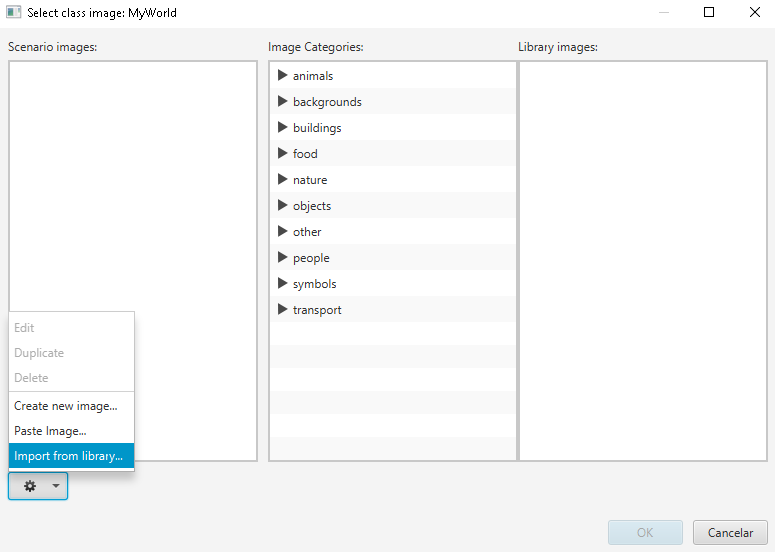 Select class image: MyWorld
Scenario images:
Image Categories:
Library images:
animals
backgrounds
buildings
food
nature
objects
other
people
symbols
transport
Edit
Duplicate
Delete
Create new image...
Paste Image...
Import from library...
OK
Cancelar